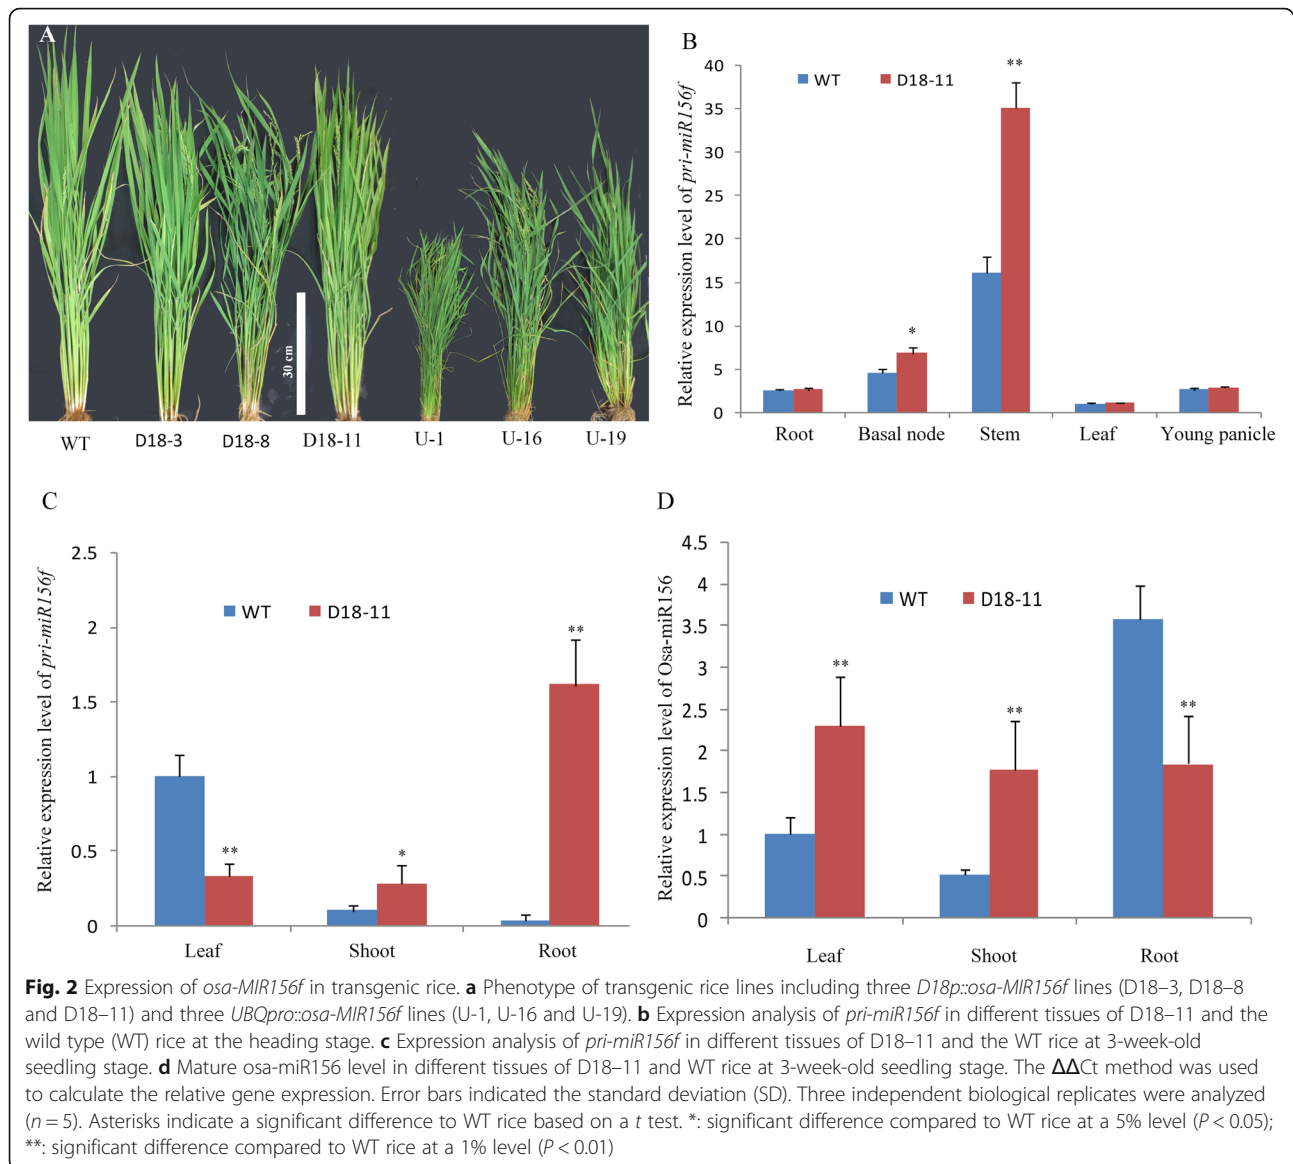 A
30 cm
WT D18-3 D18-8 D18-11 U-1 U-16 U-19
B
Relative expression level of pri-miR156f
40
35
30
25
20
15
10
5
0
WT D18-11
*
**
Root Basal node Stem Leaf Young panicle
C
Relative expression level of pri-miR156f
2.5
2
1.5
1
0.5
0
WT D18-11
**
*
**
Leaf Shoot Root
D
Relative expression level of Osa-miR156
4.5
4
3.5
3
2.5
2
1.5
1
0.5
0
WT D18-11
**
**
**
Leaf Shoot Root
Fig. 2 Expression of osa-MIR156f in transgenic rice. a Phenotype of transgenic rice lines including three D18p::osa-MIR156f lines (D18–3, D18–8
and D18–11) and three UBQpro::osa-MIR156f lines (U-1, U-16 and U-19). b Expression analysis of pri-miR156f in different tissues of D18–11 and the
wild type (WT) rice at the heading stage. c Expression analysis of pri-miR156f in different tissues of D18–11 and the WT rice at 3-week-old
seedling stage. d Mature osa-miR156 level in different tissues of D18–11 and WT rice at 3-week-old seedling stage. The ΔΔCt method was used
to calculate the relative gene expression. Error bars indicated the standard deviation (SD). Three independent biological replicates were analyzed
(n = 5). Asterisks indicate a significant difference to WT rice based on a t test. *: significant difference compared to WT rice at a 5% level (P < 0.05);
**: significant difference compared to WT rice at a 1% level (P < 0.01)